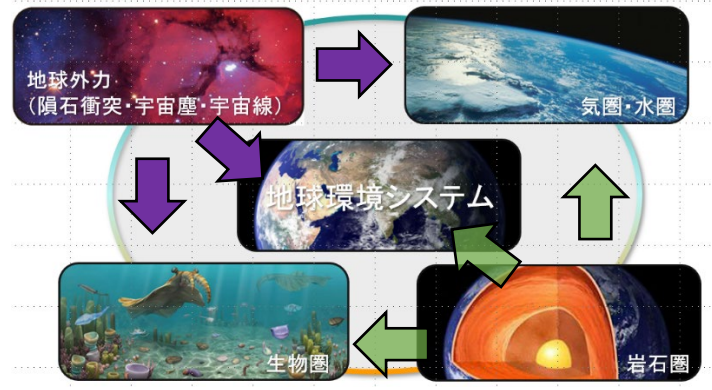 地球外力
（隕石衝突・宇宙塵・宇宙線）
気圏・水圏
地球環境システム
生物圏
岩石圏